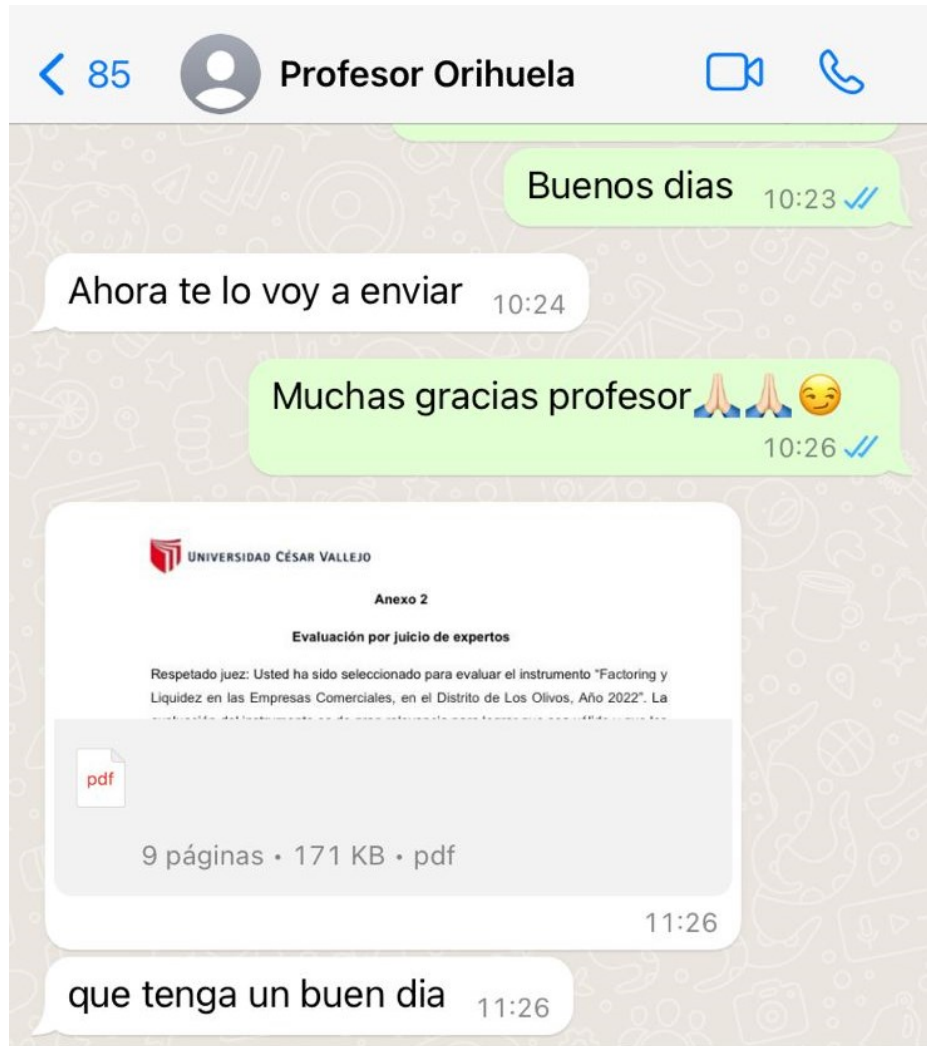 85 Profesor Orihuela
Buenos dias 10:23
Ahora te lo voy a enviar 10:24
Muchas gracias profesor🙏🏻🙏🏻😏
10:26
UNIVERSIDAD CÉSAR VALLEJO
Anexo 2
Evaluación por juicio de expertos
Respetado juez: Usted ha sido seleccionado para evaluar el instrumento "Factoring y
Liquidez en las Empresas Comerciales, en el Distrito de Los Olivos, Año 2022". La
pdf
9 páginas • 171 KB • pdf
11:26
que tenga un buen dia 11:26